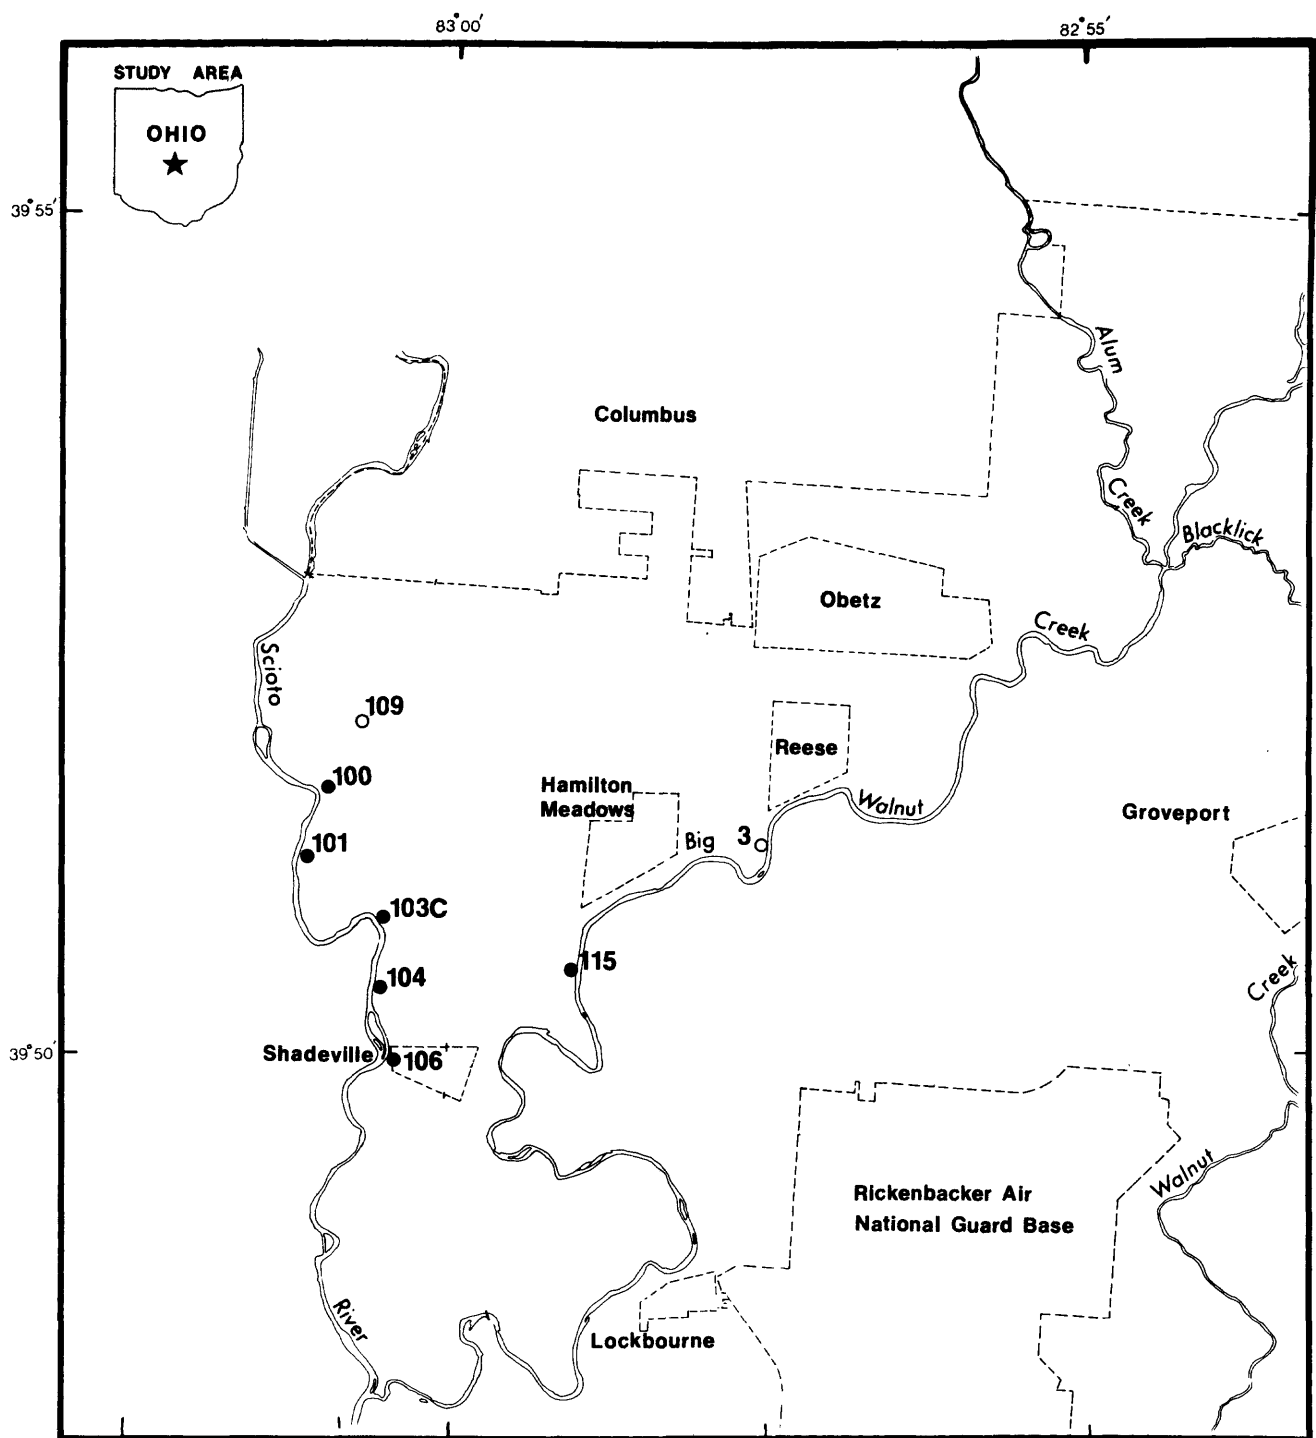 83°00′
82°55′
STUDY AREA
OHIO
39°55′
Alum
Columbus
Creek
Blacklick
Obetz
Creek
Scioto
109
Reese
100
Hamilton
Meadows
Walnut
Groveport
Big
3
101
103C
115
104
Creek
39°50′
Shadeville
106
Walnut
Rickenbacker Air
National Guard Base
River
Lockbourne